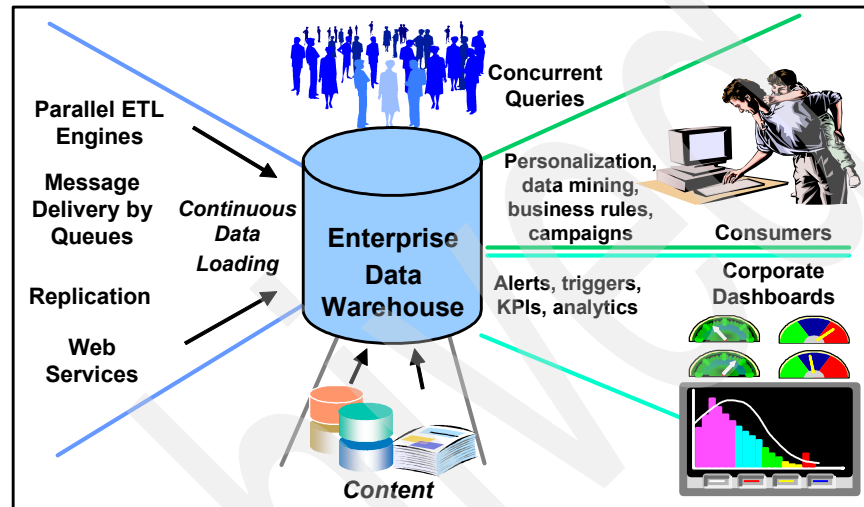 Concurrent
Queries
Parallel ETL
Engines
Message
Delivery by
Queues
Continuous
Data
Loading
Replication
Web
Services
Enterprise
Data
Warehouse
Personalization,
data mining,
business rules,
campaigns
Consumers
Alerts, triggers,
KPIs, analytics
Corporate
Dashboards
Content